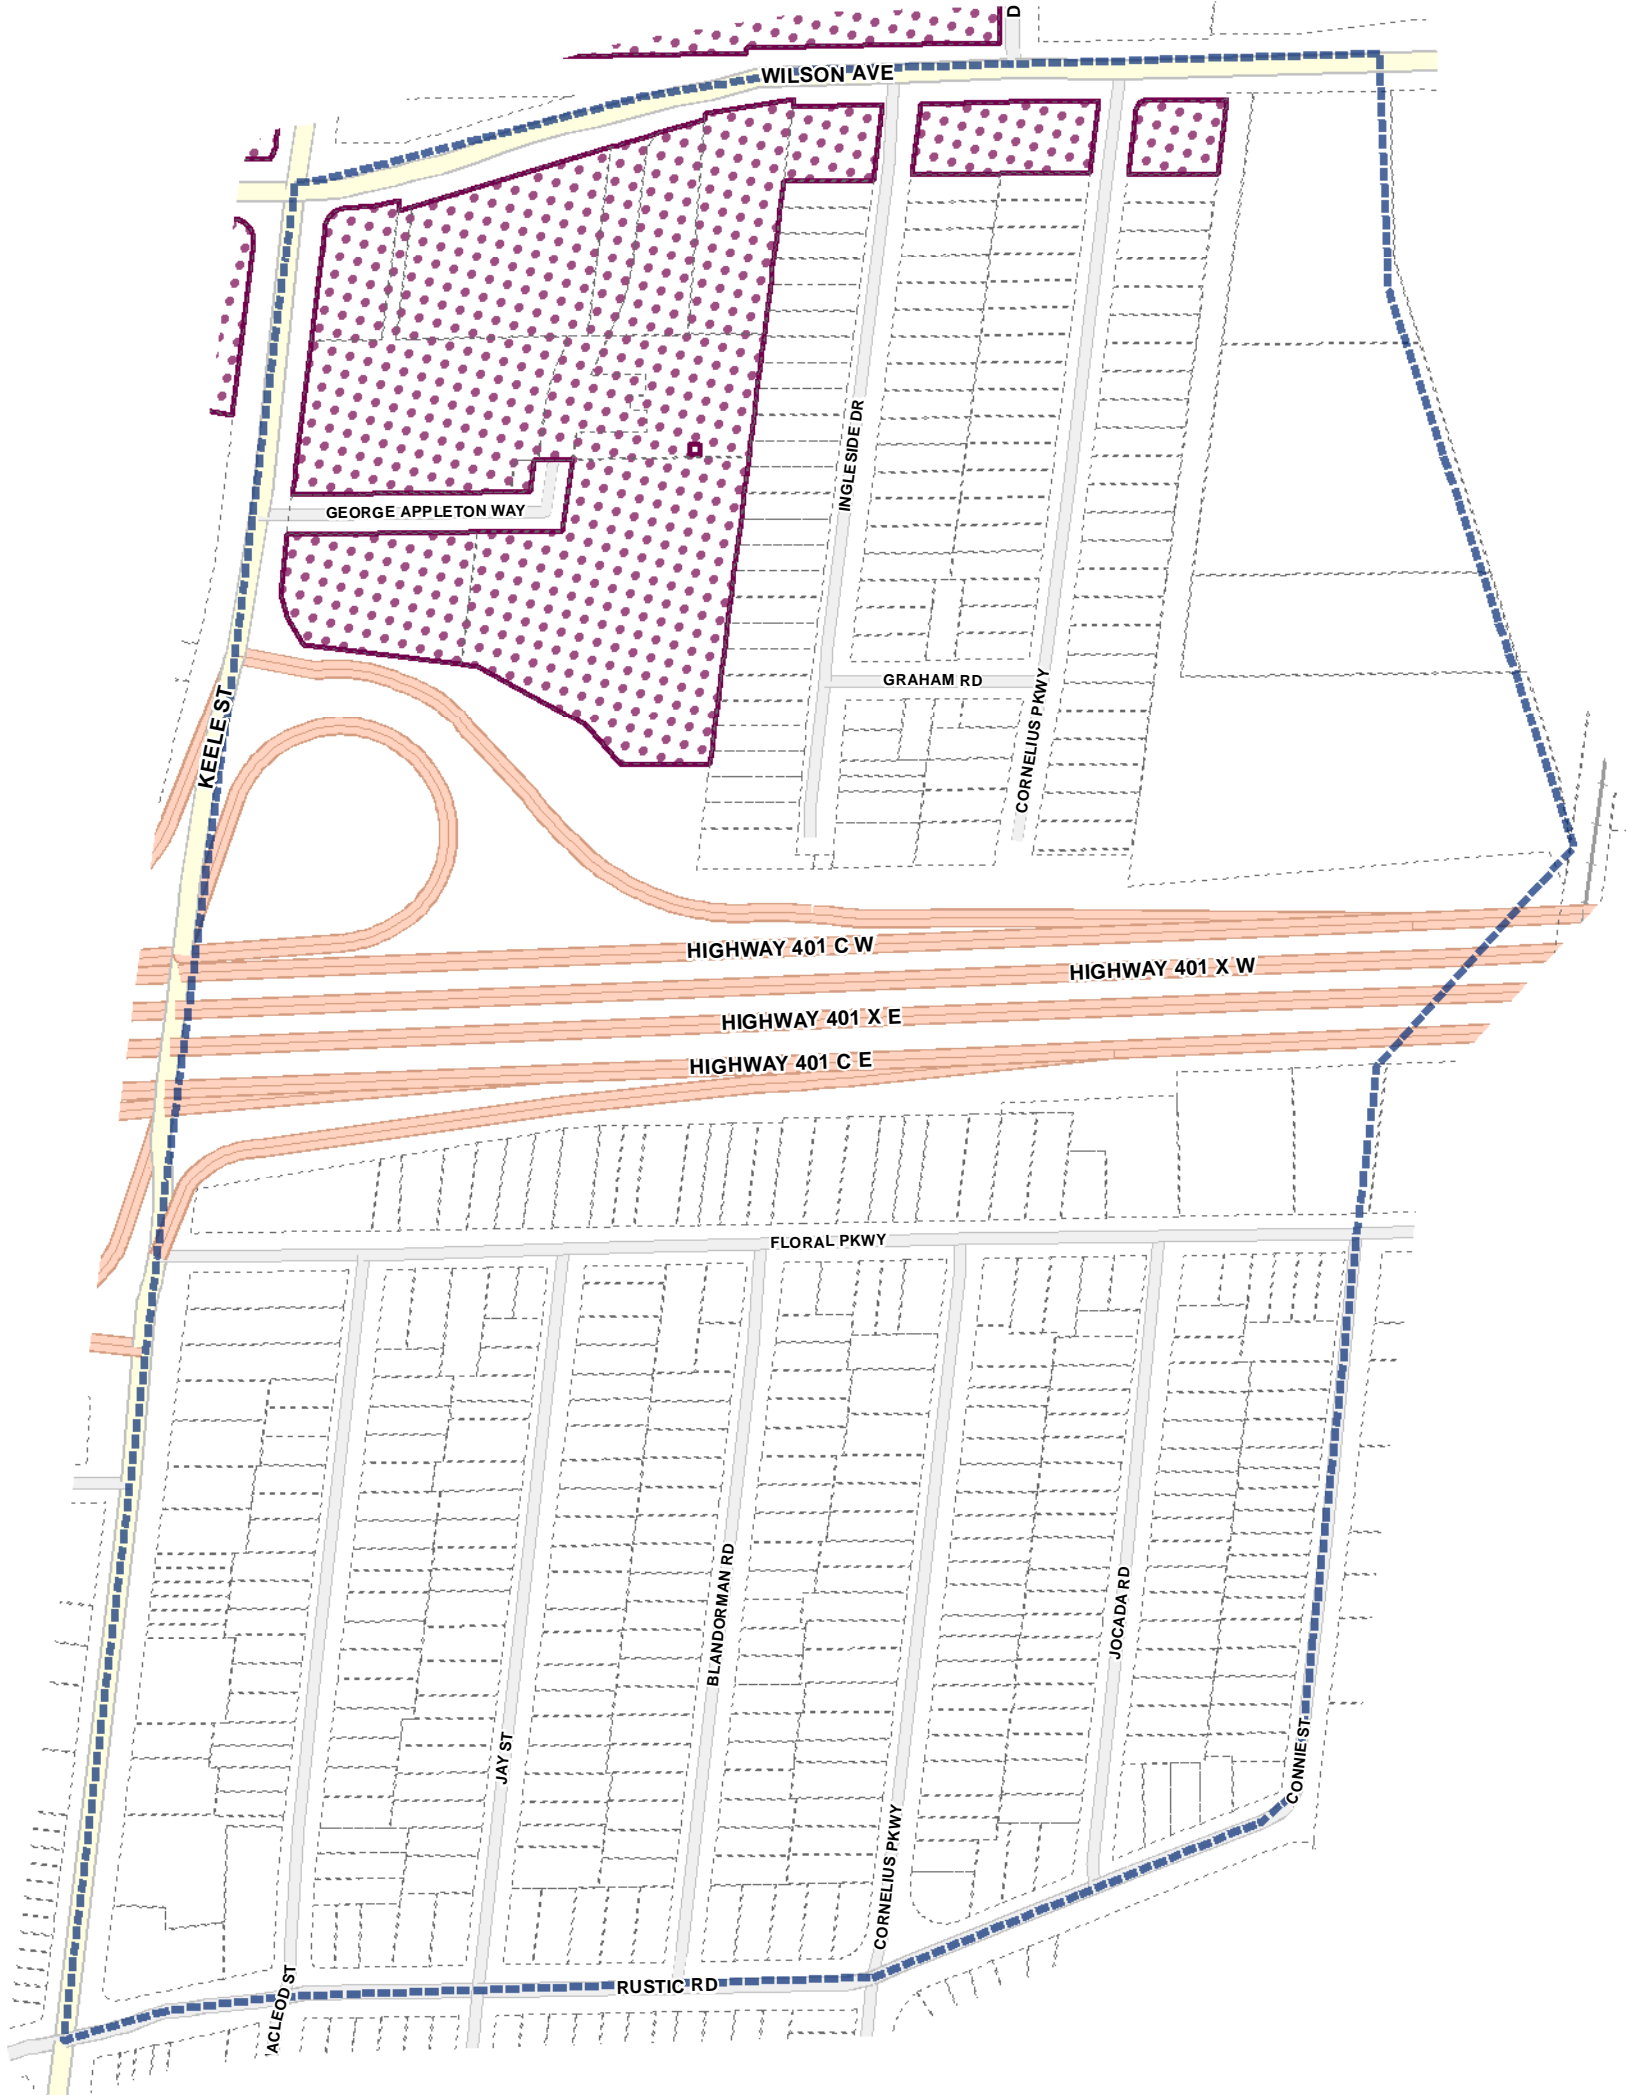 D
WILSON AVE
INGLESIDE DR
GEORGE APPLETON WAY
GRAHAM RD
KEELE ST
CORNELIUS PKWY
HIGHWAY 401 C W
HIGHWAY 401 X W
HIGHWAY 401 X E
HIGHWAY 401 C E
FLORAL PKWY
BLANDORMAN RD
JOCADA RD
JAY ST
CONNIE ST
CORNELIUS PKWY
RUSTIC RD
ACLEOD ST